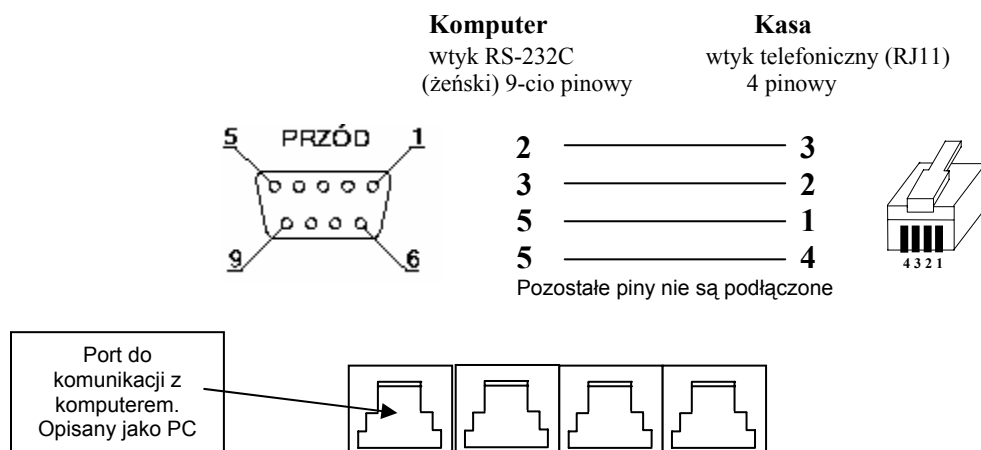 Komputer Kasa
wtyk RS-232C wtyk telefoniczny (RJ11)
(żeński) 9-cio pinowy 4 pinowy
5 PRZÓD 1
9 6
2 3
3 2
5 1
5 4
4 3 2 1
Pozostałe piny nie są podłączone
Port do
komunikacji z
komputerem.
Opisany jako PC